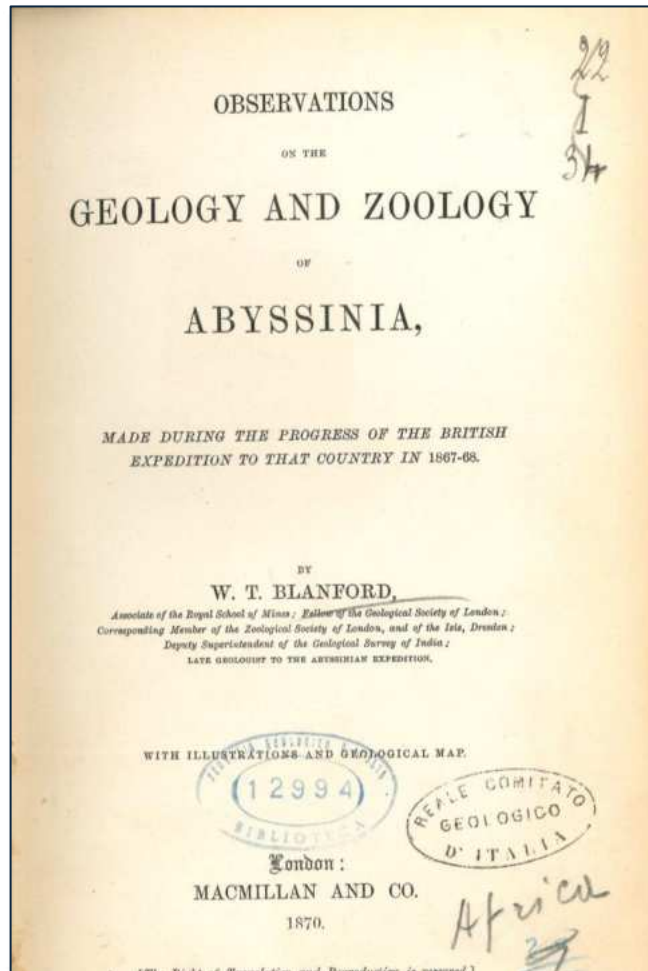 22
I
34
OBSERVATIONS
ON THE
GEOLOGY AND ZOOLOGY
OF
ABYSSINIA,
MADE DURING THE PROGRESS OF THE BRITISH
EXPEDITION TO THAT COUNTRY IN 1867-68.
BY
W. T. BLANFORD,
Associate of the Royal School of Mines; Fellow of the Geological Society of London;
Corresponding Member of the Zoological Society of London, and of the Isis, Dresden;
Deputy Superintendent of the Geological Survey of India;
LATE GEOLOGIST TO THE ABYSSINIAN EXPEDITION.
WITH ILLUSTRATIONS AND GEOLOGICAL MAP.
12994
BIBLIOTECA
REALE COMITATO
GEOLOGICO
D'ITALIA
London:
MACMILLAN AND CO.
1870.
Africa